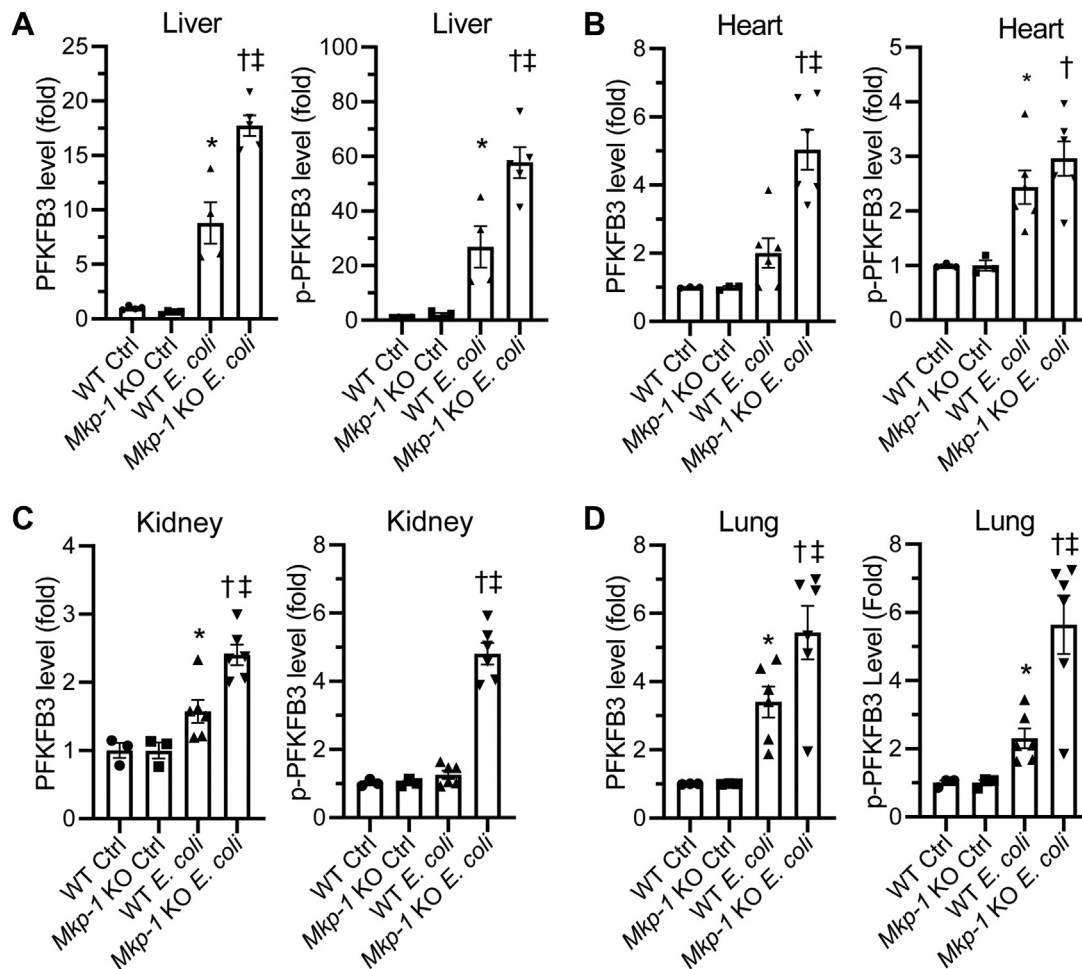 A
Liver
PFKFB3 level (fold)
25
20
15
10
5
0
*
†‡
WT Ctrl
Mkp-1 KO Ctrl
WT E. coli
Mkp-1 KO E. coli
Liver
p-PFKFB3 level (fold)
100
80
60
40
20
0
*
†‡
WT Ctrl
Mkp-1 KO Ctrl
WT E. coli
Mkp-1 KO E. coli
B
Heart
PFKFB3 level (fold)
8
6
4
2
0
†‡
WT Ctrl
Mkp-1 KO Ctrl
WT E. coli
Mkp-1 KO E. coli
Heart
p-PFKFB3 level (fold)
5
4
3
2
1
0
*
†
WT Ctrll
Mkp-1 KO Ctrl
WT E. coli
Mkp-1 KO E. coli
C
Kidney
PFKFB3 level (fold)
4
3
2
1
0
*
†‡
WT Ctrl
Mkp-1 KO Ctrl
WT E. coli
Mkp-1 KO E. coli
Kidney
p-PFKFB3 level (fold)
8
6
4
2
0
†‡
WT Ctrl
Mkp-1 KO Ctrl
WT E. coli
Mkp-1 KO E. coli
D
Lung
PFKFB3 level (fold)
8
6
4
2
0
*
†‡
WT Ctrl
Mkp-1 KO Ctrl
WT E. coli
Mkp-1 KO E. coli
Lung
p-PFKFB3 Level (Fold)
8
6
4
2
0
*
†‡
WT Ctrl
Mkp-1 KO Ctrl
WT E. coli
Mkp-1 KO E. coli